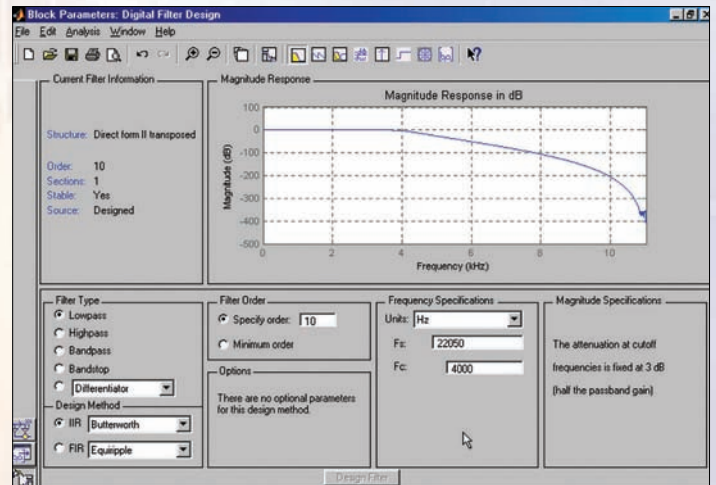 Block Parameters: Digital Filter Design
File Edit Analysis Window Help
Current Filter Information
Structure: Direct form II transposed
Order: 10
Sections: 1
Stable: Yes
Source: Designed
Magnitude Response
Magnitude Response in dB
Magnitude (dB)
100
0
-100
-200
-300
-400
-500
0 2 4 6 8 10
Frequency (kHz)
Filter Type
Lowpass
Highpass
Bandpass
Bandstop
Differentiator
Design Method
IIR Butterworth
FIR Equiripple
Filter Order
Specify order: 10
Minimum order
Options
There are no optional parameters
for this design method.
Frequency Specifications
Units: Hz
Fs: 22050
Fc: 4000
Magnitude Specifications
The attenuation at cutoff
frequencies is fixed at 3 dB
(half the passband gain)
Design Filter